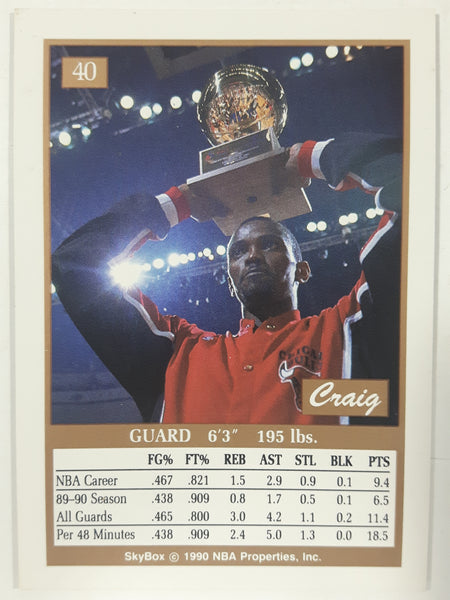 40
CHICAGO
Craig
GUARD 6'3" 195 lbs.
FG% FT% REB AST STL BLK PTS
NBA Career .467 .821 1.5 2.9 0.9 0.1 9.4
89–90 Season .438 .909 0.8 1.7 0.5 0.1 6.5
All Guards .465 .800 3.0 4.2 1.1 0.2 11.4
Per 48 Minutes .438 .909 2.4 5.0 1.3 0.0 18.5
SkyBox © 1990 NBA Properties, Inc.